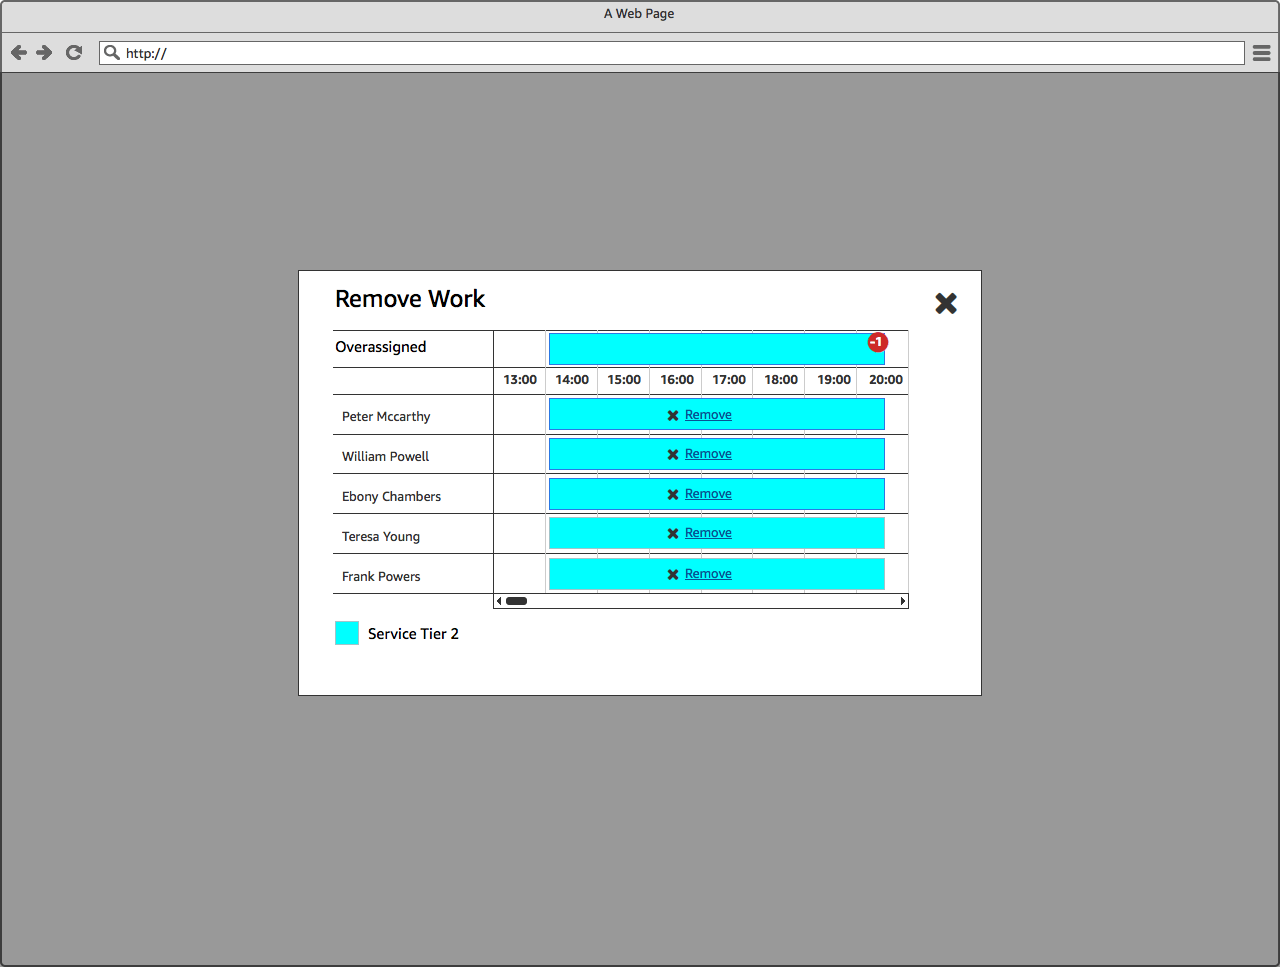 A Web Page
http://
Remove Work
Overassigned
-1
13:00 14:00 15:00 16:00 17:00 18:00 19:00 20:00
Peter Mccarthy Remove
William Powell Remove
Ebony Chambers Remove
Teresa Young Remove
Frank Powers Remove
Service Tier 2